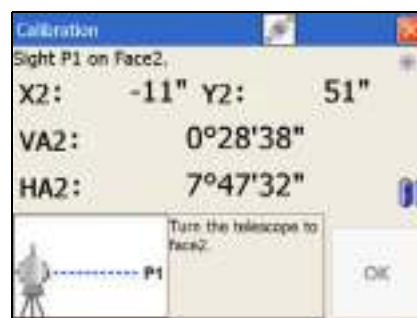 Calibration
Sight P1 on Face2.
X2: -11" Y2: 51"
VA2: 0°28'38"
HA2: 7°47'32"
Turn the telescope to
face2.
P1
OK